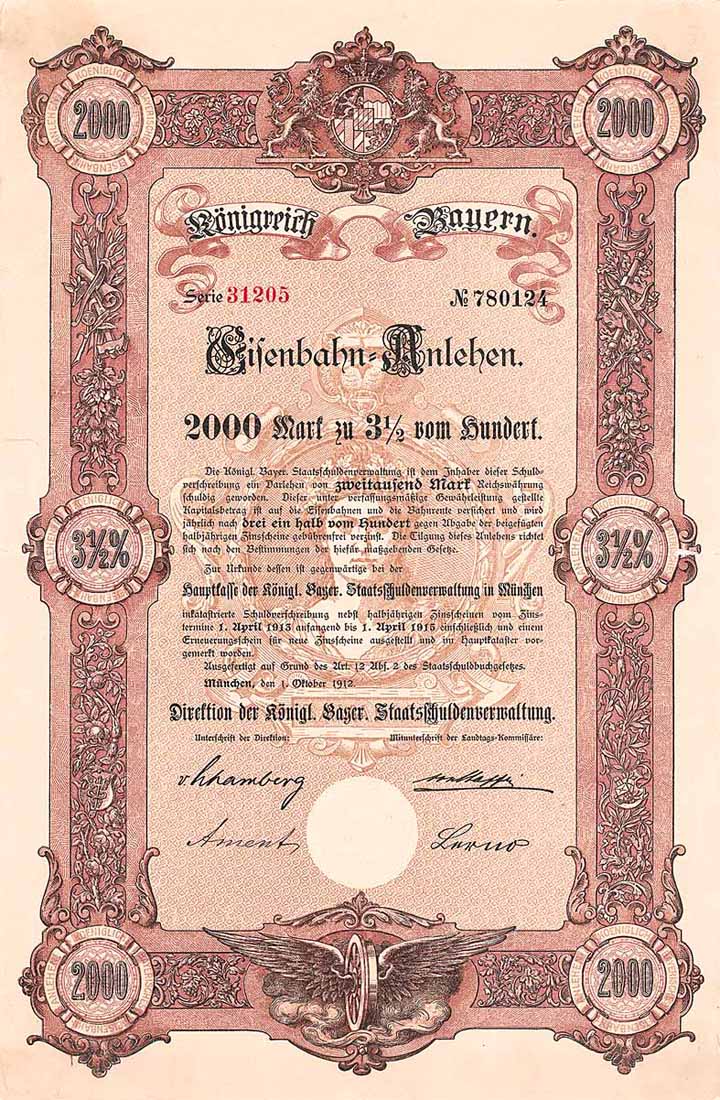 2000 2000
KOENIGLICH BAYERISCHES EISENBAHN ANLEHEN
Königreich Bayern.
Serie 31205 № 780124
Eisenbahn-Anlehen.
2000 Mark zu 3½ vom Hundert.
Die Königl. Bayer. Staatsschuldenverwaltung ist dem Inhaber dieser Schuld-
verschreibung ein Darlehen von zweitausend Mark Reichswährung
schuldig geworden. Dieser unter verfassungsmäßige Gewährleistung gestellte
Kapitalsbetrag ist auf die Eisenbahnen und die Bahnrente versichert und wird
jährlich nach drei ein halb vom Hundert gegen Abgabe der beigefügten
halbjährigen Zinsscheine gebührenfrei verzinst. Die Tilgung dieses Anlehens richtet
sich nach den Bestimmungen der hiefür maßgebenden Gesetze.
Zur Urkunde dessen ist gegenwärtige bei der
Hauptkasse der Königl. Bayer. Staatsschuldenverwaltung in München
inkatastrierte Schuldverschreibung nebst halbjährigen Zinsscheinen vom Zins-
termine 1. April 1913 anfangend bis 1. April 1915 einschließlich und einem
Erneuerungsschein für neue Zinsscheine ausgestellt und im Hauptkataster vor-
gemerkt worden.
Ausgefertigt auf Grund des Art. 12 Abs. 2 des Staatsschuldbuchgesetzes.
München, den 1. Oktober 1912.
Direktion der Königl. Bayer. Staatsschuldenverwaltung.
Unterschrift der Direktion: Mitunterschrift der Landtags-Kommissäre:
Ament Lerno
3½% 3½%
2000 2000